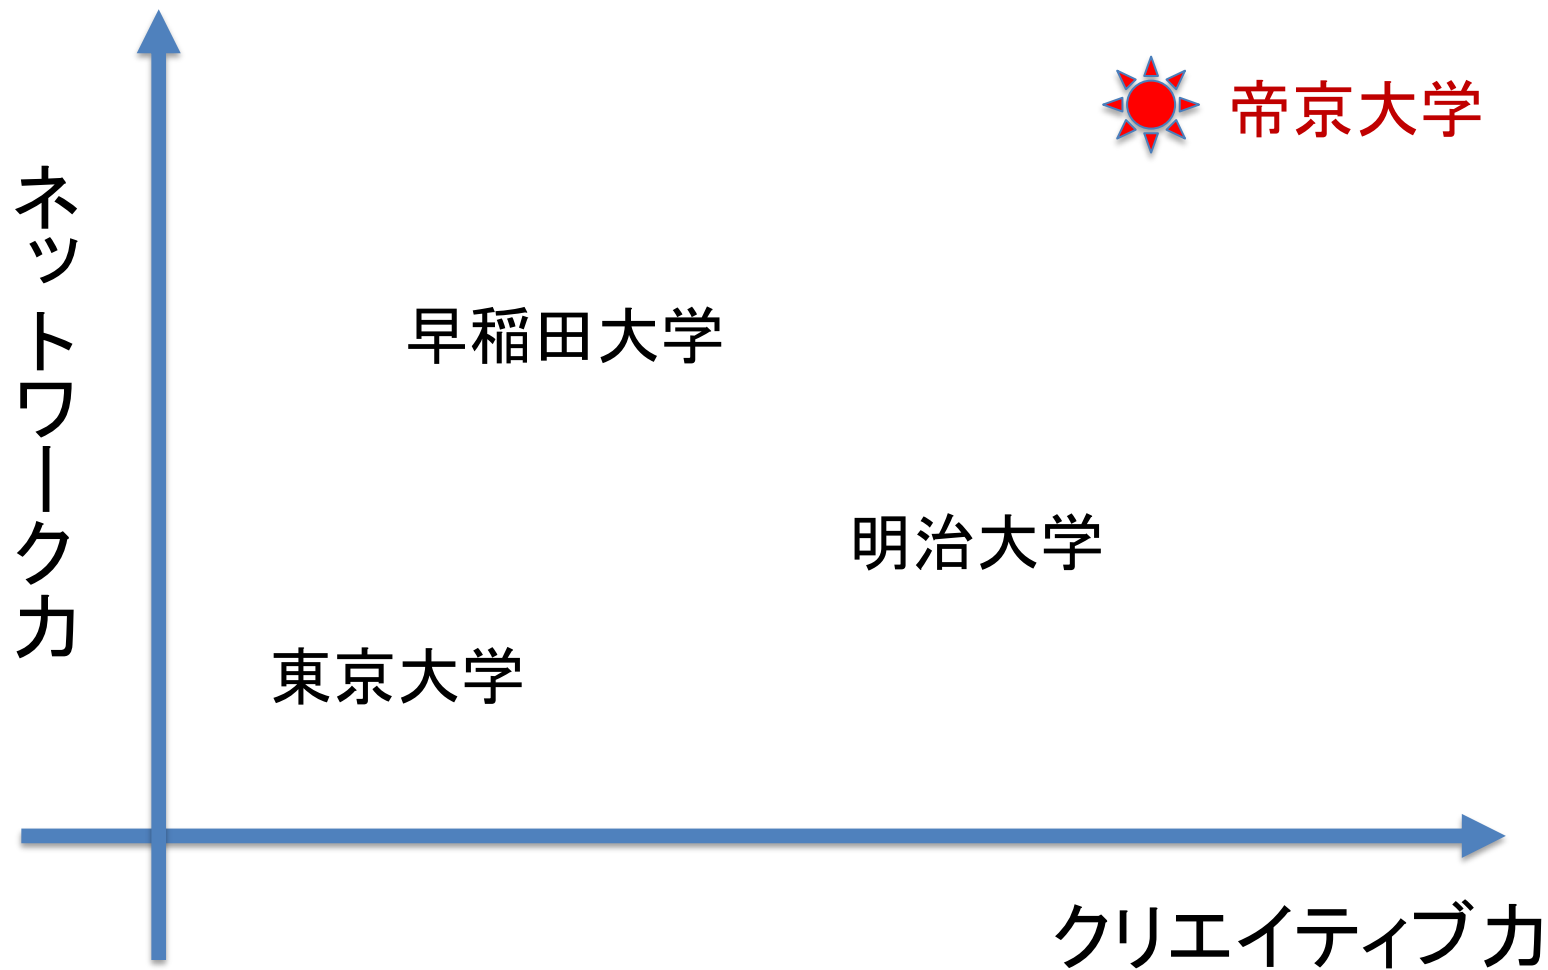 帝京大学
ネットワーク力
早稲田大学
明治大学
東京大学
クリエイティブ力